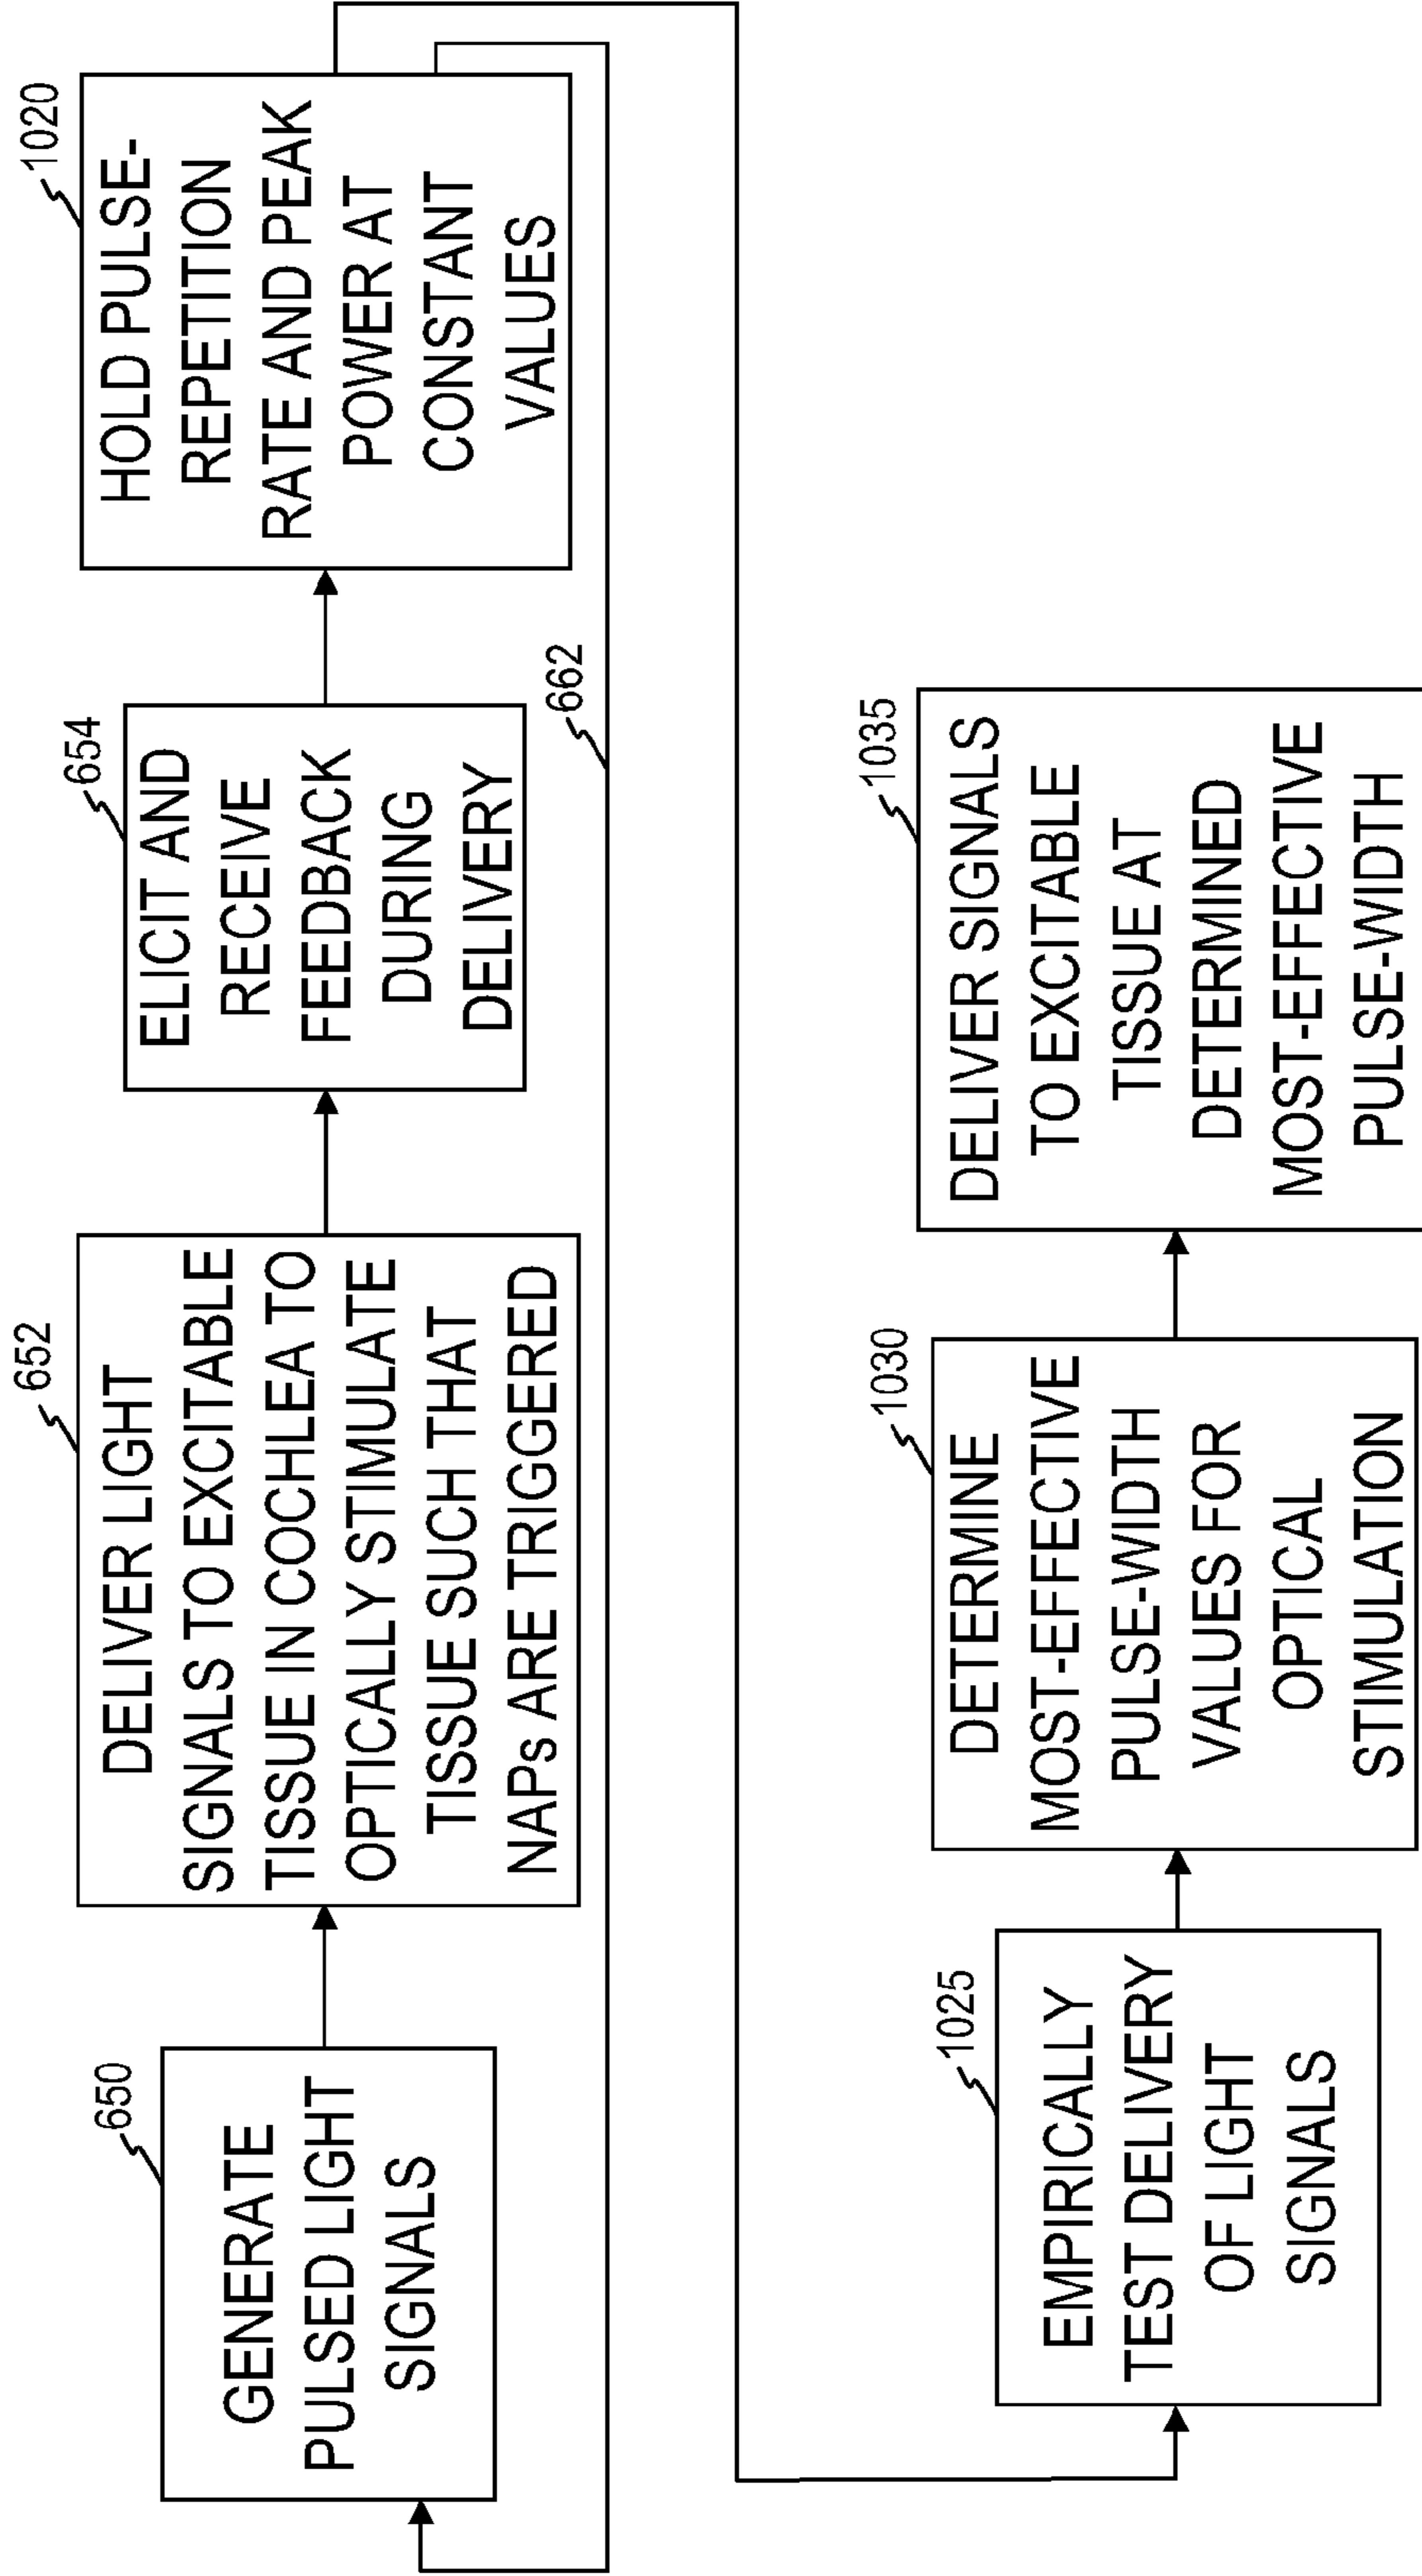 650
GENERATE
PULSED LIGHT
SIGNALS
652
DELIVER LIGHT
SIGNALS TO EXCITABLE
TISSUE IN COCHLEA TO
OPTICALLY STIMULATE
TISSUE SUCH THAT
NAPs ARE TRIGGERED
654
ELICIT AND
RECEIVE
FEEDBACK
DURING
DELIVERY
1020
HOLD PULSE-
REPETITION
RATE AND PEAK
POWER AT
CONSTANT
VALUES
662
1025
EMPIRICALLY
TEST DELIVERY
OF LIGHT
SIGNALS
1030
DETERMINE
MOST-EFFECTIVE
PULSE-WIDTH
VALUES FOR
OPTICAL
STIMULATION
1035
DELIVER SIGNALS
TO EXCITABLE
TISSUE AT
DETERMINED
MOST-EFFECTIVE
PULSE-WIDTH